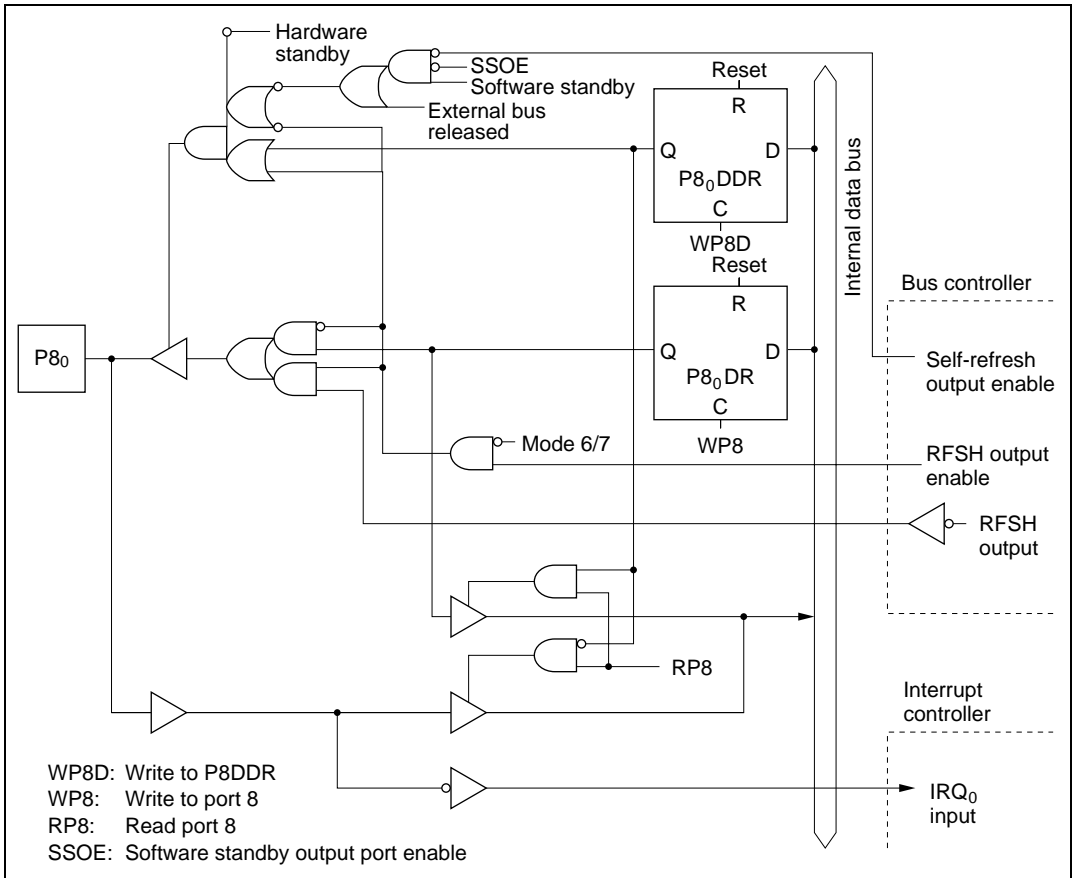 Hardware
standby
SSOE
Software standby
External bus
released
Reset
R
Q
D
P8₀DDR
C
WP8D
Internal data bus
Reset
R
Q
D
P8₀DR
C
WP8
Bus controller
Self-refresh
output enable
P8₀
Mode 6/7
RFSH output
enable
RFSH
output
RP8
Interrupt
controller
IRQ₀
input
WP8D: Write to P8DDR
WP8: Write to port 8
RP8: Read port 8
SSOE: Software standby output port enable